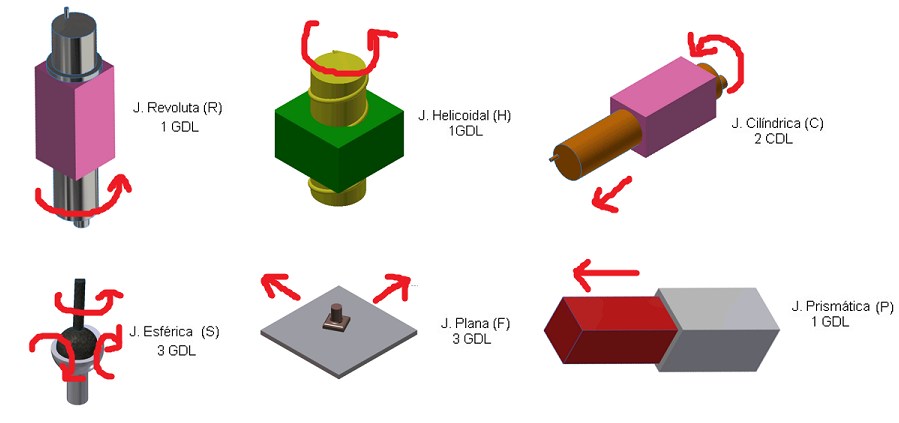 J. Revoluta (R)
1 GDL
J. Helicoidal (H)
1GDL
J. Cilíndrica (C)
2 CDL
J. Esférica (S)
3 GDL
J. Plana (F)
3 GDL
J. Prismática (P)
1 GDL